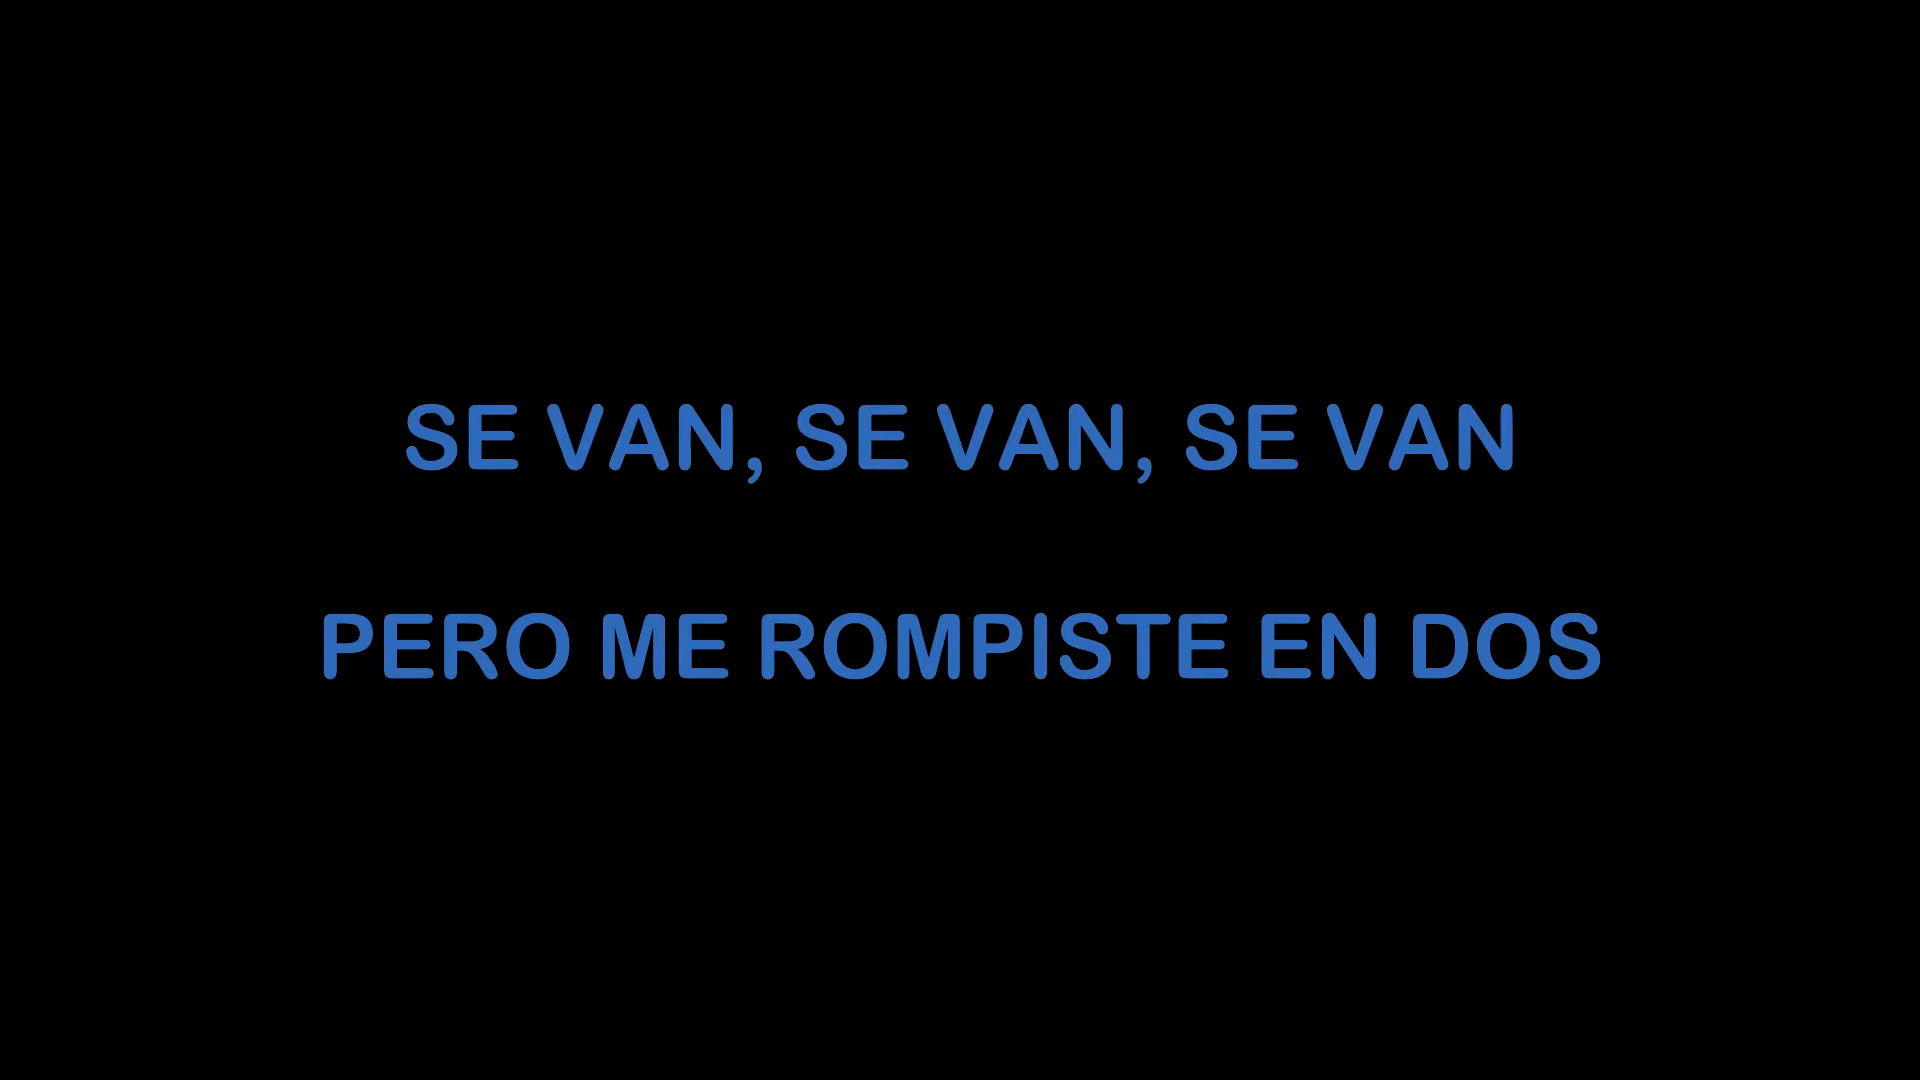 SE VAN, SE VAN, SE VAN
PERO ME ROMPISTE EN DOS